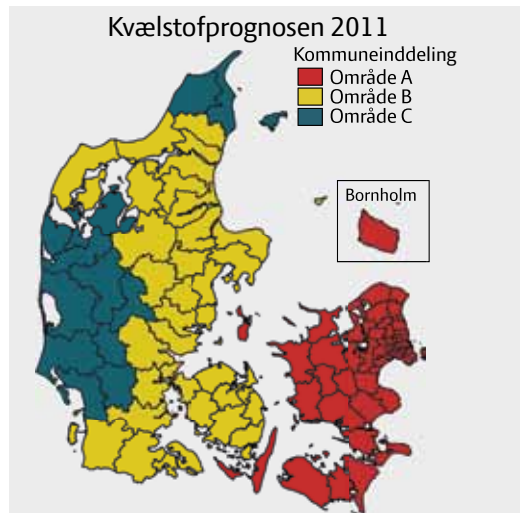 Kvælstofprognosen 2011
Kommuneinddeling
Område A
Område B
Område C
Bornholm